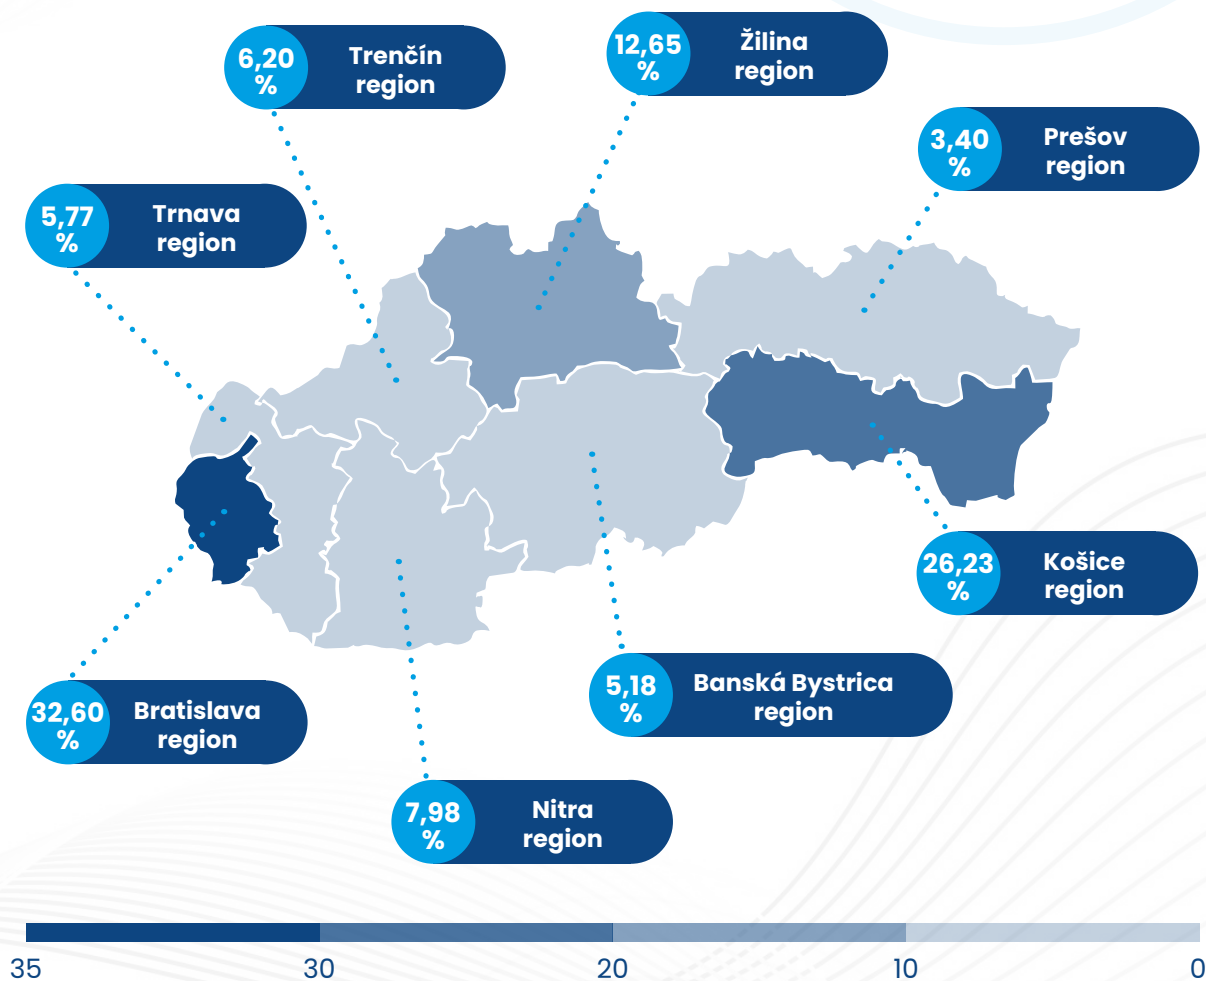 6,20
%
Trenčín
region
12,65
%
Žilina
region
3,40
%
Prešov
region
5,77
%
Trnava
region
26,23
%
Košice
region
5,18
%
Banská Bystrica
region
32,60
%
Bratislava
region
7,98
%
Nitra
region
35
30
20
10
0